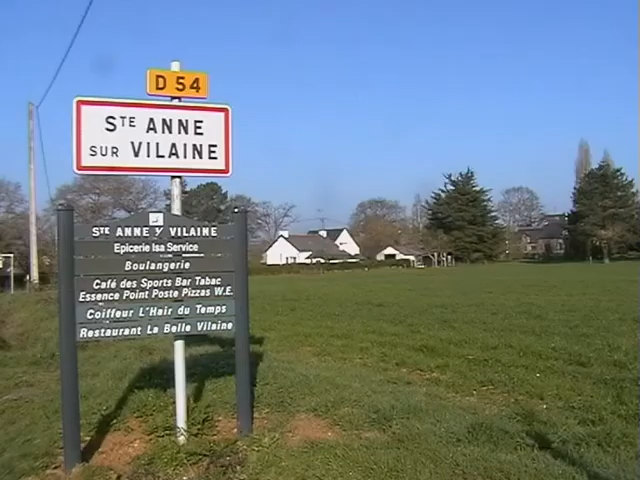 D 54
STE ANNE
SUR VILAINE
STE ANNE S/ VILAINE
Epicerie Isa Service
Boulangerie
Café des Sports Bar Tabac
Essence Point Poste Pizzas W.E.
Coiffeur L'Hair du Temps
Restaurant La Belle Vilaine